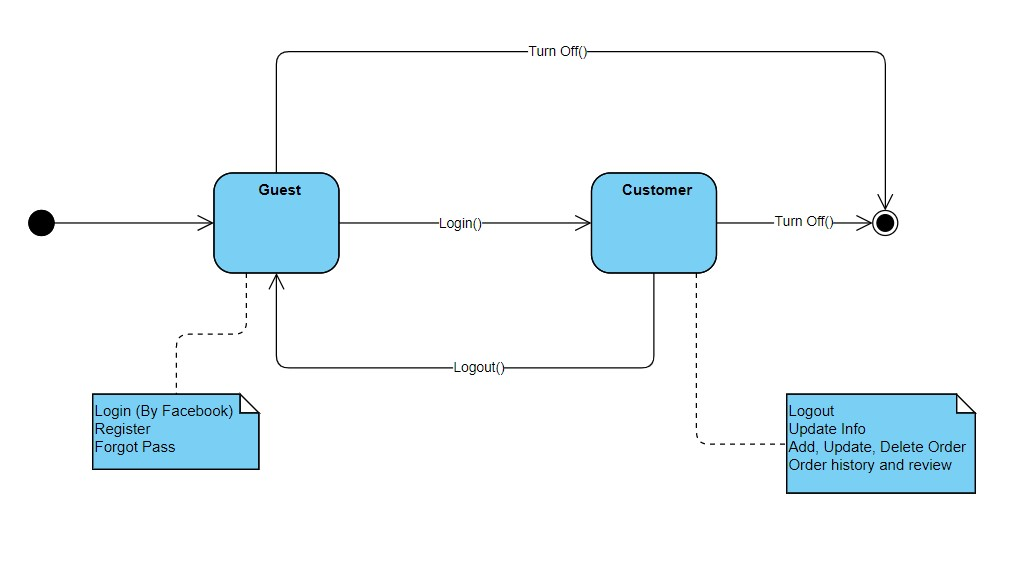 Turn Off()
Guest
Customer
Login()
Turn Off()
Logout()
Login (By Facebook)
Register
Forgot Pass
Logout
Update Info
Add, Update, Delete Order
Order history and review